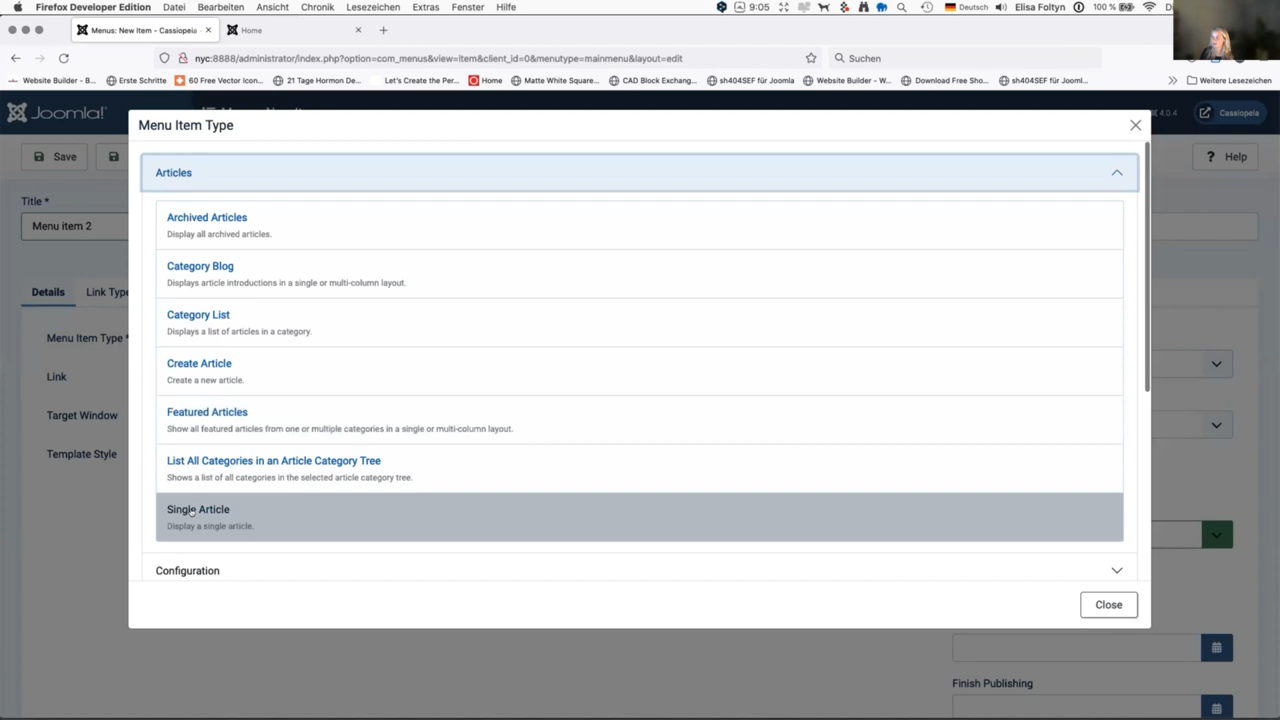 Firefox Developer Edition Datei Bearbeiten Ansicht Chronik Lesezeichen Extras Fenster Hilfe 9:05 Deutsch Elisa Foltyn 100 %
Menus: New Item - Cassiopeia Home
nyc:8888/administrator/index.php?option=com_menus&view=item&client_id=0&menutype=mainmenu&layout=edit Suchen
Website Builder - B... Erste Schritte 60 Free Vector Icon... 21 Tage Hormon De... Let's Create the Per... Home Matte White Square... CAD Block Exchang... sh404SEF für Joomla Website Builder - W... Download Free Sho... sh404SEF für Jooml... Weitere Lesezeichen
Joomla! 4.0.4 Cassiopeia
Menu Item Type
Save Help
Articles
Title *
Menu item 2
Archived Articles
Display all archived articles.
Category Blog
Displays article introductions in a single or multi-column layout.
Details Link Type
Category List
Displays a list of articles in a category.
Menu Item Type *
Create Article
Create a new article.
Link
Featured Articles
Show all featured articles from one or multiple categories in a single or multi-column layout.
Target Window
Template Style
List All Categories in an Article Category Tree
Shows a list of all categories in the selected article category tree.
Single Article
Display a single article.
Configuration
Close
Finish Publishing